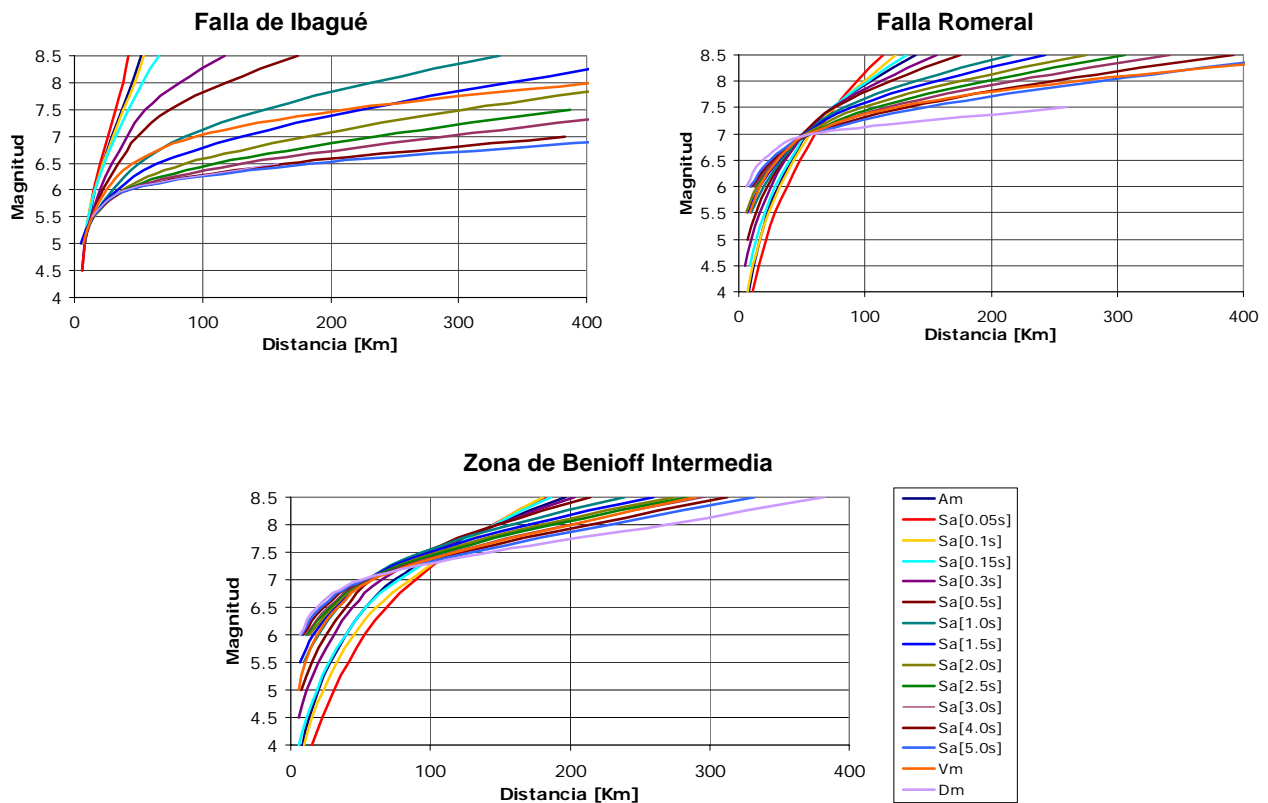 Falla de Ibagué
8.5
8
7.5
7
6.5
6
5.5
5
4.5
4
Magnitud
0 100 200 300 400
Distancia [Km]
Falla Romeral
8.5
8
7.5
7
6.5
6
5.5
5
4.5
4
Magnitud
0 100 200 300 400
Distancia [Km]
Zona de Benioff Intermedia
8.5
8
7.5
7
6.5
6
5.5
5
4.5
4
Magnitud
0 100 200 300 400
Distancia [Km]
Am
Sa[0.05s]
Sa[0.1s]
Sa[0.15s]
Sa[0.3s]
Sa[0.5s]
Sa[1.0s]
Sa[1.5s]
Sa[2.0s]
Sa[2.5s]
Sa[3.0s]
Sa[4.0s]
Sa[5.0s]
Vm
Dm